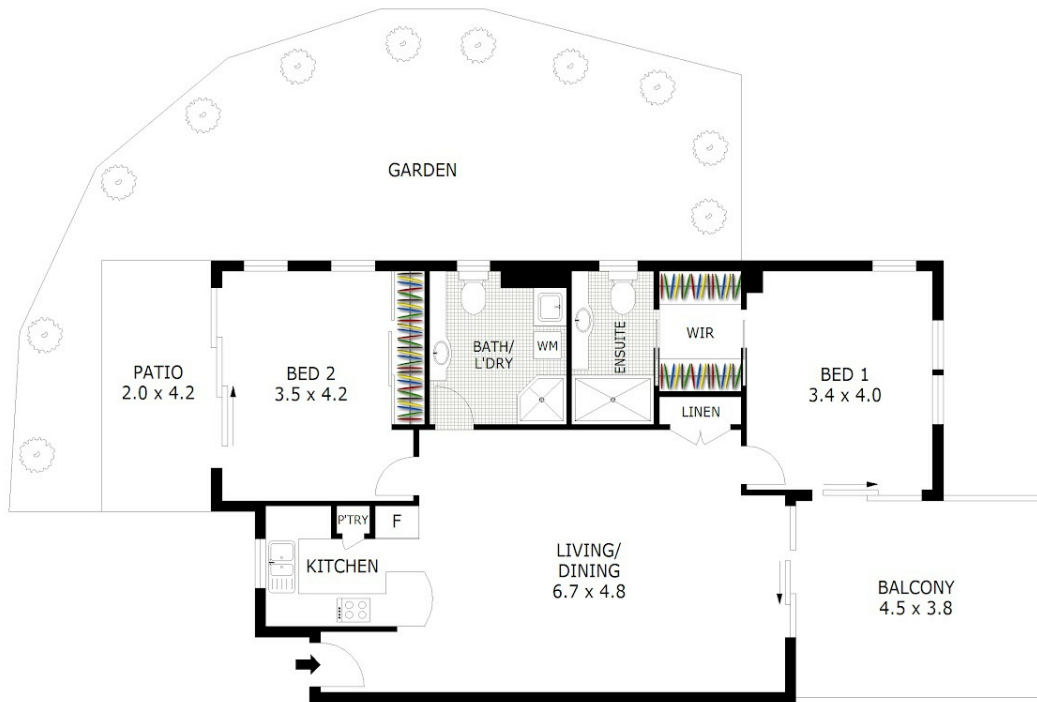 GARDEN
PATIO
2.0 x 4.2
BED 2
3.5 x 4.2
BATH/
L'DRY
WM
ENSUITE
WIR
LINEN
BED 1
3.4 x 4.0
P'TRY
F
KITCHEN
LIVING/
DINING
6.7 x 4.8
BALCONY
4.5 x 3.8